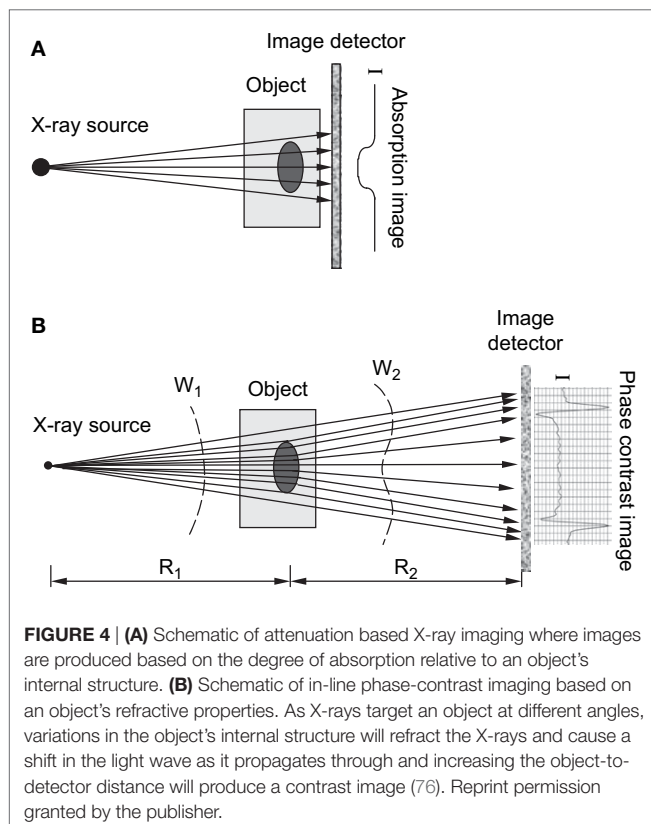 A
Image detector
Object
X-ray source
I
Absorption image
B
Image
detector
W1
Object
W2
X-ray source
I
Phase contrast image
R1
R2
FIGURE 4 | (A) Schematic of attenuation based X-ray imaging where images
are produced based on the degree of absorption relative to an object's
internal structure. (B) Schematic of in-line phase-contrast imaging based on
an object's refractive properties. As X-rays target an object at different angles,
variations in the object's internal structure will refract the X-rays and cause a
shift in the light wave as it propagates through and increasing the object-to-
detector distance will produce a contrast image (76). Reprint permission
granted by the publisher.